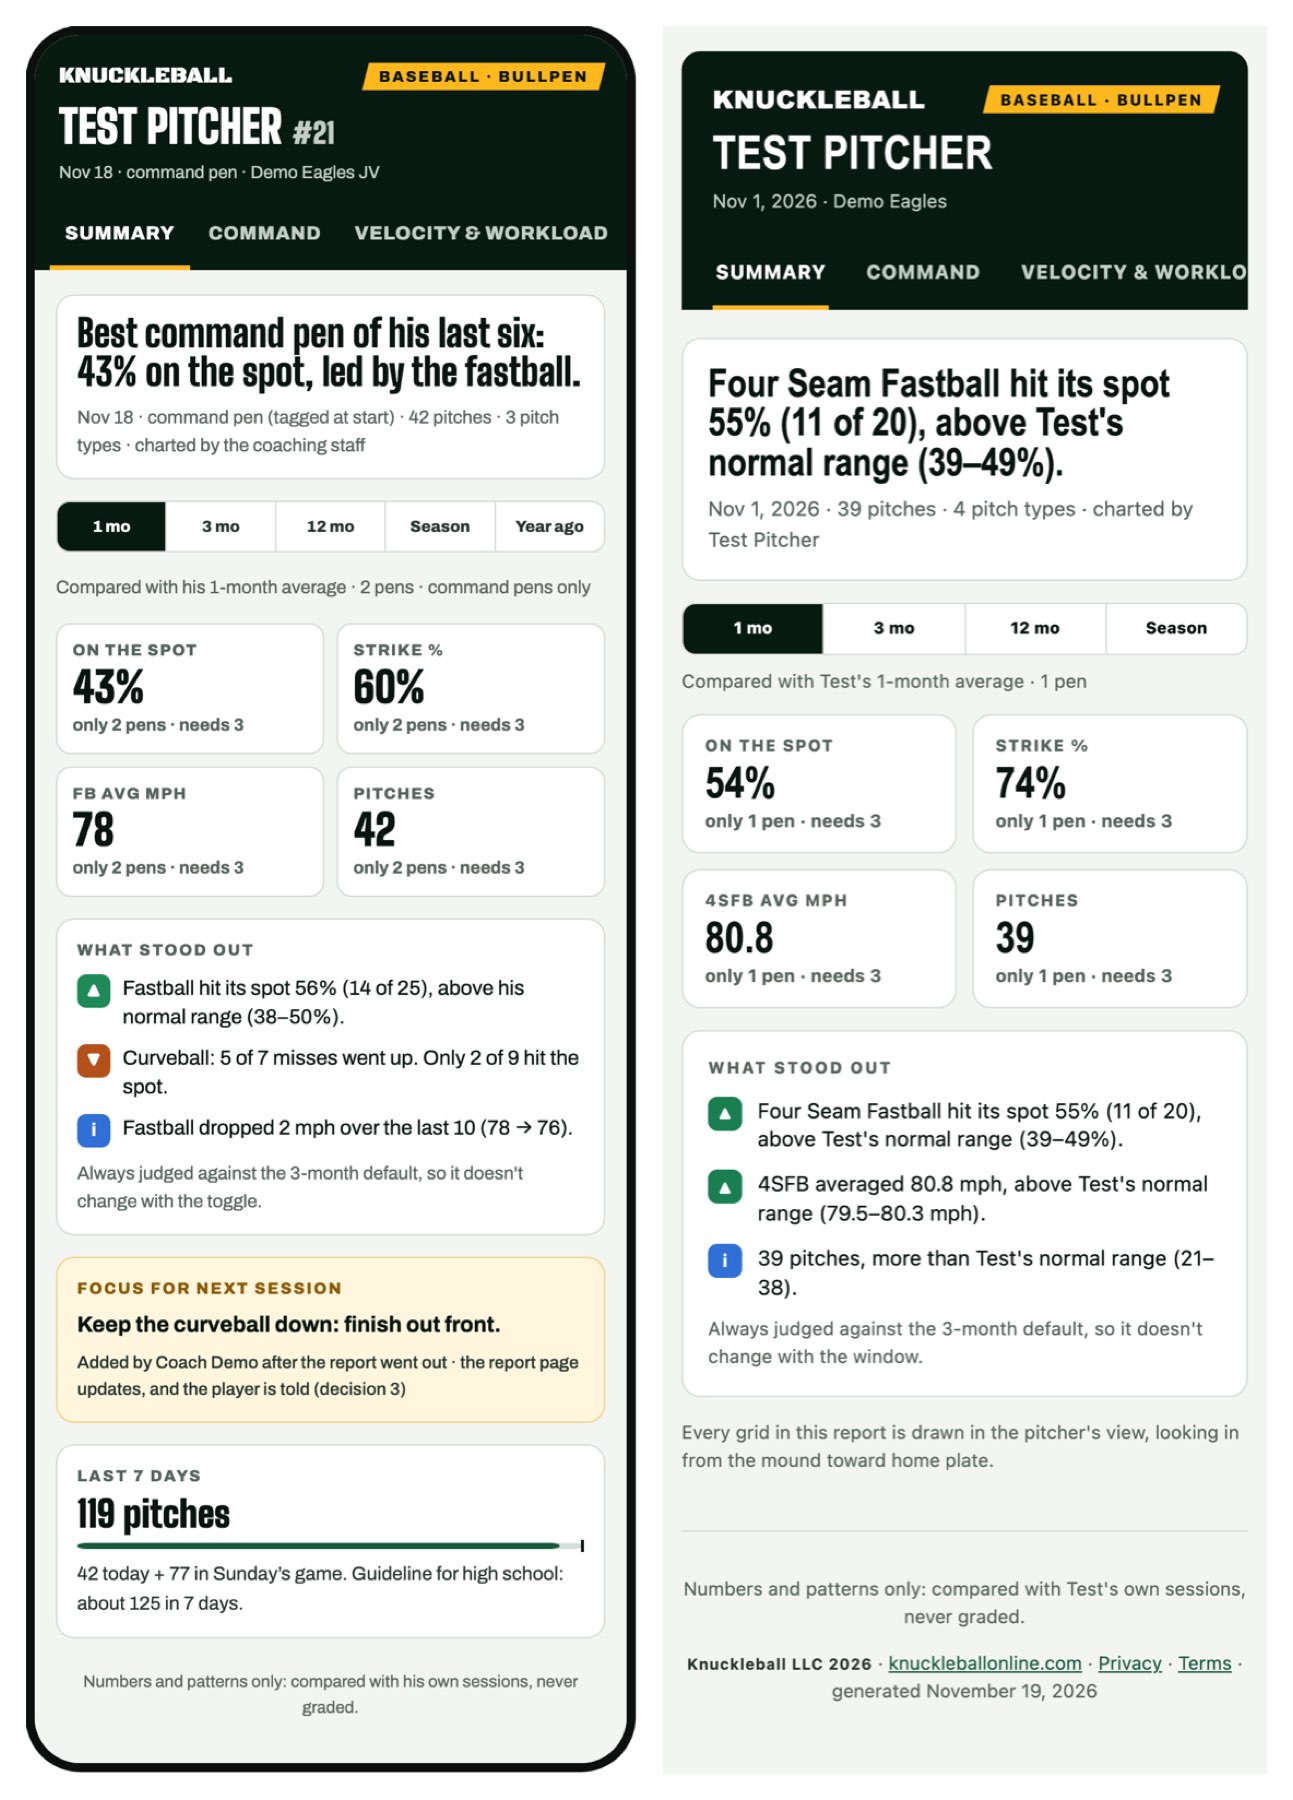 KNUCKLEBALL
BASEBALL · BULLPEN
TEST PITCHER #21
Nov 18 · command pen · Demo Eagles JV
SUMMARY
COMMAND
VELOCITY & WORKLOAD
Best command pen of his last six:
43% on the spot, led by the fastball.
Nov 18 · command pen (tagged at start) · 42 pitches · 3 pitch
types · charted by the coaching staff
1 mo
3 mo
12 mo
Season
Year ago
Compared with his 1-month average · 2 pens · command pens only
ON THE SPOT
43%
only 2 pens · needs 3
STRIKE %
60%
only 2 pens · needs 3
FB AVG MPH
78
only 2 pens · needs 3
PITCHES
42
only 2 pens · needs 3
WHAT STOOD OUT
Fastball hit its spot 56% (14 of 25), above his
normal range (38–50%).
Curveball: 5 of 7 misses went up. Only 2 of 9 hit the
spot.
i
Fastball dropped 2 mph over the last 10 (78 → 76).
Always judged against the 3-month default, so it doesn't
change with the toggle.
FOCUS FOR NEXT SESSION
Keep the curveball down: finish out front.
Added by Coach Demo after the report went out · the report page
updates, and the player is told (decision 3)
LAST 7 DAYS
119 pitches
42 today + 77 in Sunday's game. Guideline for high school:
about 125 in 7 days.
Numbers and patterns only: compared with his own sessions, never
graded.
KNUCKLEBALL
BASEBALL · BULLPEN
TEST PITCHER
Nov 1, 2026 · Demo Eagles
SUMMARY
COMMAND
VELOCITY & WORKLO
Four Seam Fastball hit its spot
55% (11 of 20), above Test's
normal range (39–49%).
Nov 1, 2026 · 39 pitches · 4 pitch types · charted by
Test Pitcher
1 mo
3 mo
12 mo
Season
Compared with Test's 1-month average · 1 pen
ON THE SPOT
54%
only 1 pen · needs 3
STRIKE %
74%
only 1 pen · needs 3
4SFB AVG MPH
80.8
only 1 pen · needs 3
PITCHES
39
only 1 pen · needs 3
WHAT STOOD OUT
Four Seam Fastball hit its spot 55% (11 of 20),
above Test's normal range (39–49%).
4SFB averaged 80.8 mph, above Test's normal
range (79.5–80.3 mph).
i
39 pitches, more than Test's normal range (21–
38).
Always judged against the 3-month default, so it doesn't
change with the window.
Every grid in this report is drawn in the pitcher's view, looking in
from the mound toward home plate.
Numbers and patterns only: compared with Test's own sessions,
never graded.
Knuckleball LLC 2026 · knuckleballonline.com · Privacy · Terms ·
generated November 19, 2026